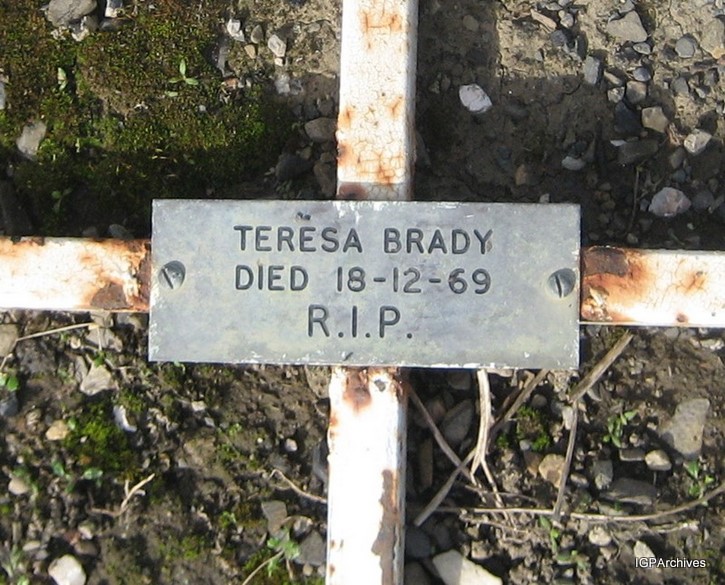 TERESA BRADY
DIED 18-12-69
R.I.P.
IGPArchives